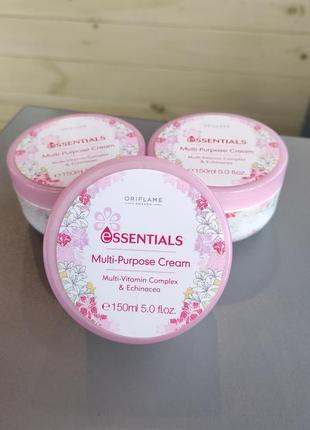 ORIFLAME
ESSENTIALS
Multi-Purpose Cream
Multi-Vitamin Complex
& Echinacea
℮150ml 5.0 fl.oz.
ORIFLAME
ESSENTIALS
Multi-Purpose Cream
Multi-Vitamin Complex
& Echinacea
℮150ml 5.0 fl.oz.
ORIFLAME
SWEDEN
ESSENTIALS
Multi-Purpose Cream
Multi-Vitamin Complex
& Echinacea
℮150ml 5.0 fl.oz.